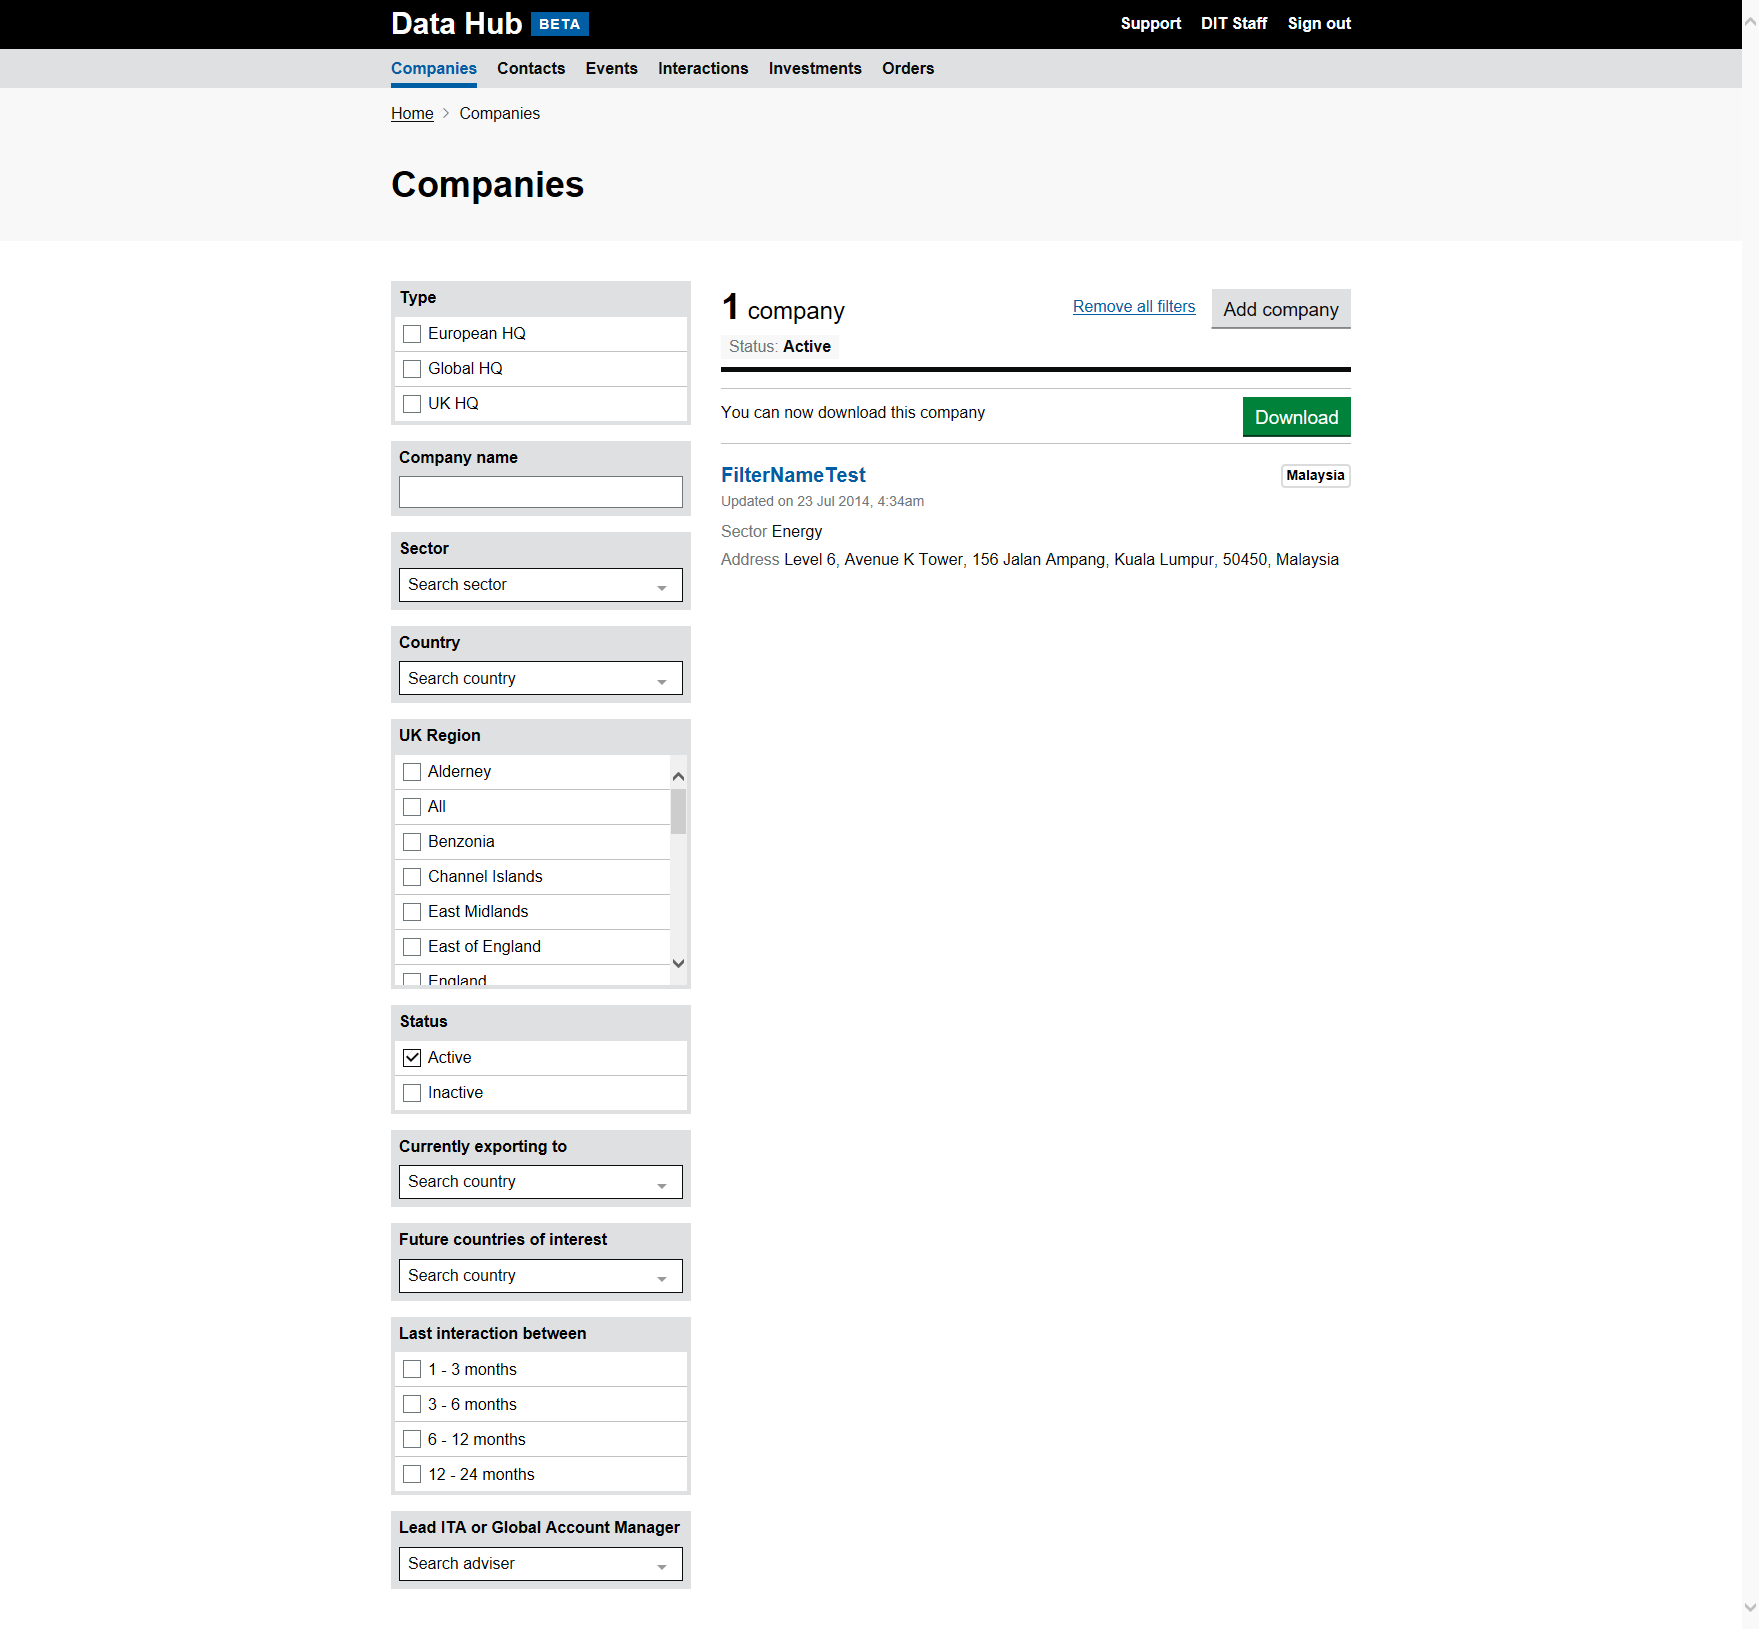 Data Hub BETA
Support DIT Staff Sign out
Companies Contacts Events Interactions Investments Orders
Home Companies
Companies
Type
European HQ
Global HQ
UK HQ
Company name
Sector
Search sector
Country
Search country
UK Region
Alderney
All
Benzonia
Channel Islands
East Midlands
East of England
England
Status
Active
Inactive
Currently exporting to
Search country
Future countries of interest
Search country
Last interaction between
1 - 3 months
3 - 6 months
6 - 12 months
12 - 24 months
Lead ITA or Global Account Manager
Search adviser
1 company
Remove all filters
Add company
Status: Active
You can now download this company
Download
FilterNameTest
Malaysia
Updated on 23 Jul 2014, 4:34am
Sector Energy
Address Level 6, Avenue K Tower, 156 Jalan Ampang, Kuala Lumpur, 50450, Malaysia